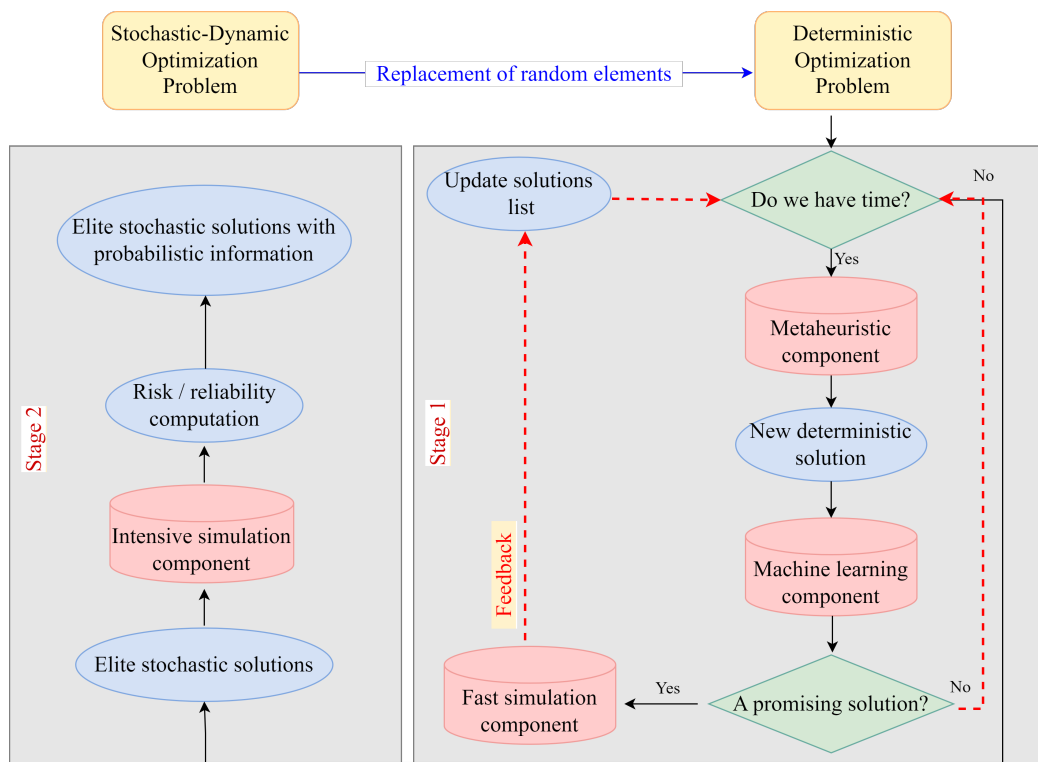 Stochastic-Dynamic
Optimization
Problem
Replacement of random elements
Deterministic
Optimization
Problem
Stage 2
Elite stochastic solutions with
probabilistic information
Risk / reliability
computation
Intensive simulation
component
Elite stochastic solutions
Stage 1
Update solutions
list
Do we have time?
No
Yes
Metaheuristic
component
New deterministic
solution
Machine learning
component
A promising solution?
No
Yes
Fast simulation
component
Feedback